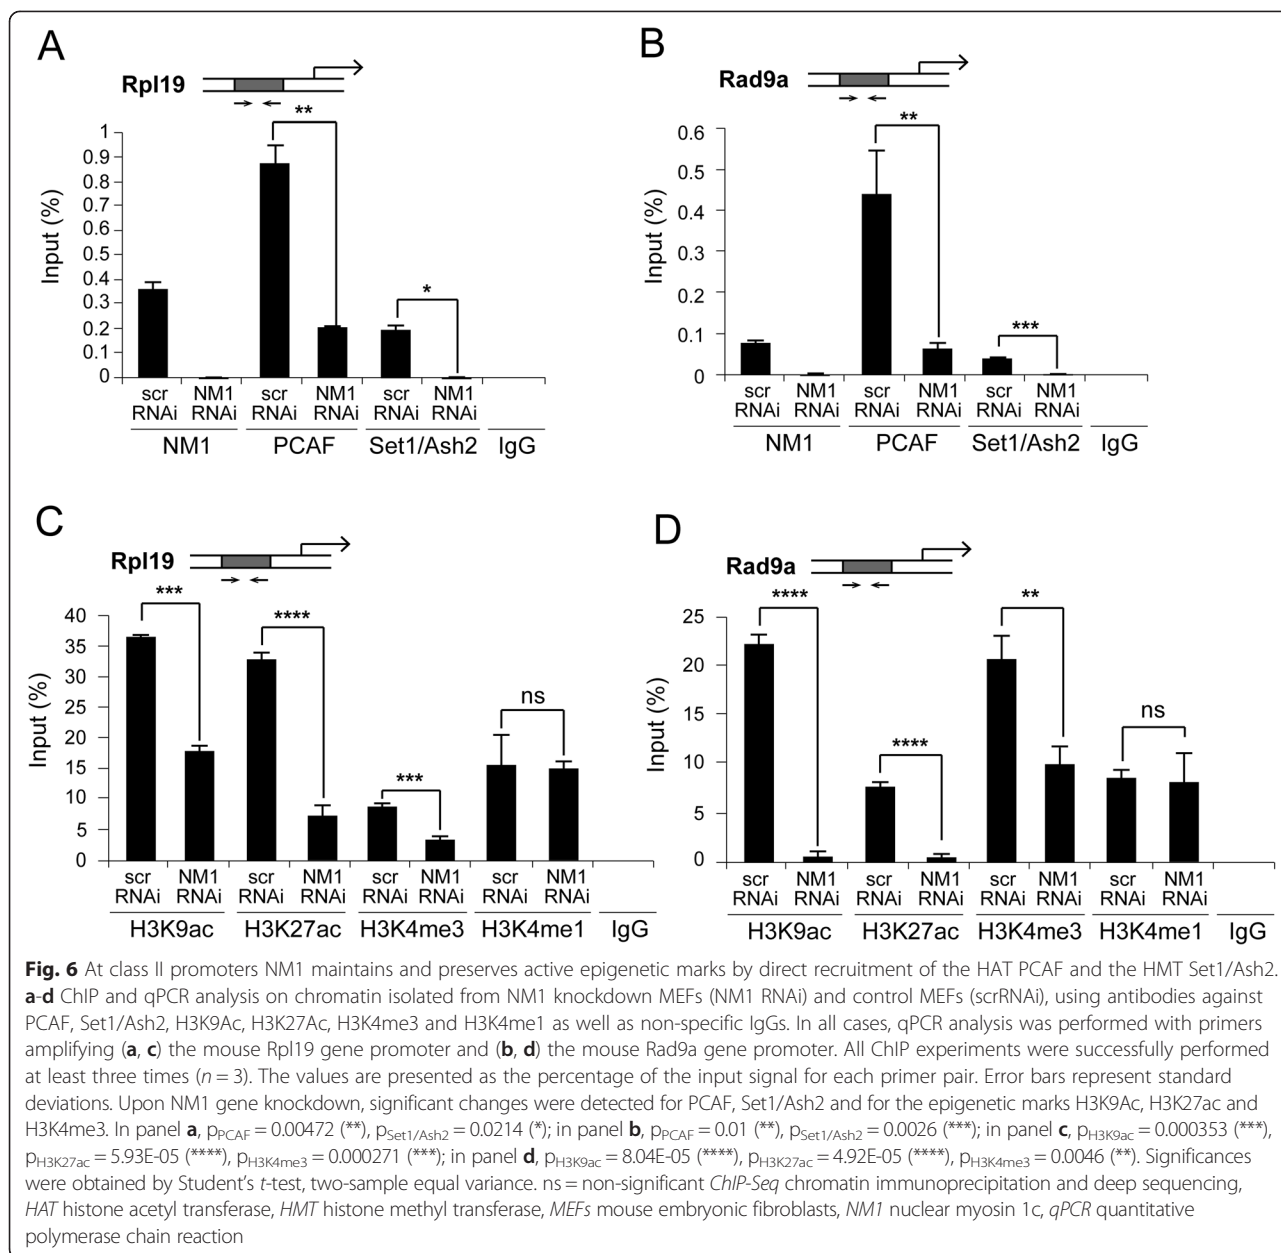 A
Rpl19
**
*
1
0.9
0.8
0.7
0.6
0.5
0.4
0.3
0.2
0.1
0
Input (%)
scr RNAi NM1 RNAi scr RNAi NM1 RNAi scr RNAi NM1 RNAi
NM1 PCAF Set1/Ash2 IgG
B
Rad9a
**
***
0.6
0.5
0.4
0.3
0.2
0.1
0
Input (%)
scr RNAi NM1 RNAi scr RNAi NM1 RNAi scr RNAi NM1 RNAi
NM1 PCAF Set1/Ash2 IgG
C
Rpl19
***
****
***
ns
40
35
30
25
20
15
10
5
0
Input (%)
scr RNAi NM1 RNAi scr RNAi NM1 RNAi scr RNAi NM1 RNAi scr RNAi NM1 RNAi
H3K9ac H3K27ac H3K4me3 H3K4me1 IgG
D
Rad9a
****
****
**
ns
25
20
15
10
5
0
Input (%)
scr RNAi NM1 RNAi scr RNAi NM1 RNAi scr RNAi NM1 RNAi scr RNAi NM1 RNAi
H3K9ac H3K27ac H3K4me3 H3K4me1 IgG
Fig. 6 At class II promoters NM1 maintains and preserves active epigenetic marks by direct recruitment of the HAT PCAF and the HMT Set1/Ash2.
a-d ChIP and qPCR analysis on chromatin isolated from NM1 knockdown MEFs (NM1 RNAi) and control MEFs (scrRNAi), using antibodies against
PCAF, Set1/Ash2, H3K9Ac, H3K27Ac, H3K4me3 and H3K4me1 as well as non-specific IgGs. In all cases, qPCR analysis was performed with primers
amplifying (a, c) the mouse Rpl19 gene promoter and (b, d) the mouse Rad9a gene promoter. All ChIP experiments were successfully performed
at least three times (n = 3). The values are presented as the percentage of the input signal for each primer pair. Error bars represent standard
deviations. Upon NM1 gene knockdown, significant changes were detected for PCAF, Set1/Ash2 and for the epigenetic marks H3K9Ac, H3K27ac and
H3K4me3. In panel a, pPCAF = 0.00472 (**), pSet1/Ash2 = 0.0214 (*); in panel b, pPCAF = 0.01 (**), pSet1/Ash2 = 0.0026 (***); in panel c, pH3K9ac = 0.000353 (***),
pH3K27ac = 5.93E-05 (****), pH3K4me3 = 0.000271 (***); in panel d, pH3K9ac = 8.04E-05 (****), pH3K27ac = 4.92E-05 (****), pH3K4me3 = 0.0046 (**). Significances
were obtained by Student's t-test, two-sample equal variance. ns = non-significant ChIP-Seq chromatin immunoprecipitation and deep sequencing,
HAT histone acetyl transferase, HMT histone methyl transferase, MEFs mouse embryonic fibroblasts, NM1 nuclear myosin 1c, qPCR quantitative
polymerase chain reaction